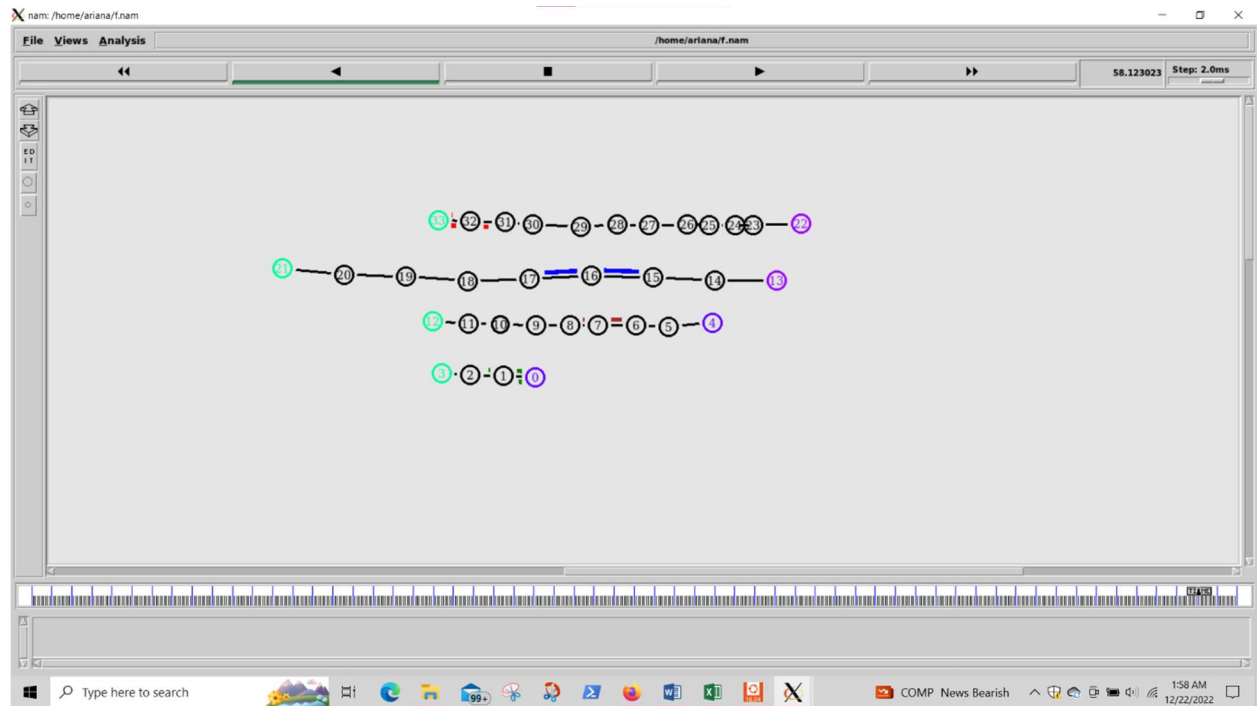 nam: /home/ariana/f.nam
File Views Analysis /home/ariana/f.nam
58.123023 Step: 2.0ms
ED
IT
33 32 31 30 29 28 27 26 25 24 23 22
21 20 19 18 17 16 15 14 13
12 11 10 9 8 7 6 5 4
3 2 1 0
TIME
Type here to search 99+ COMP News Bearish 1:58 AM
12/22/2022